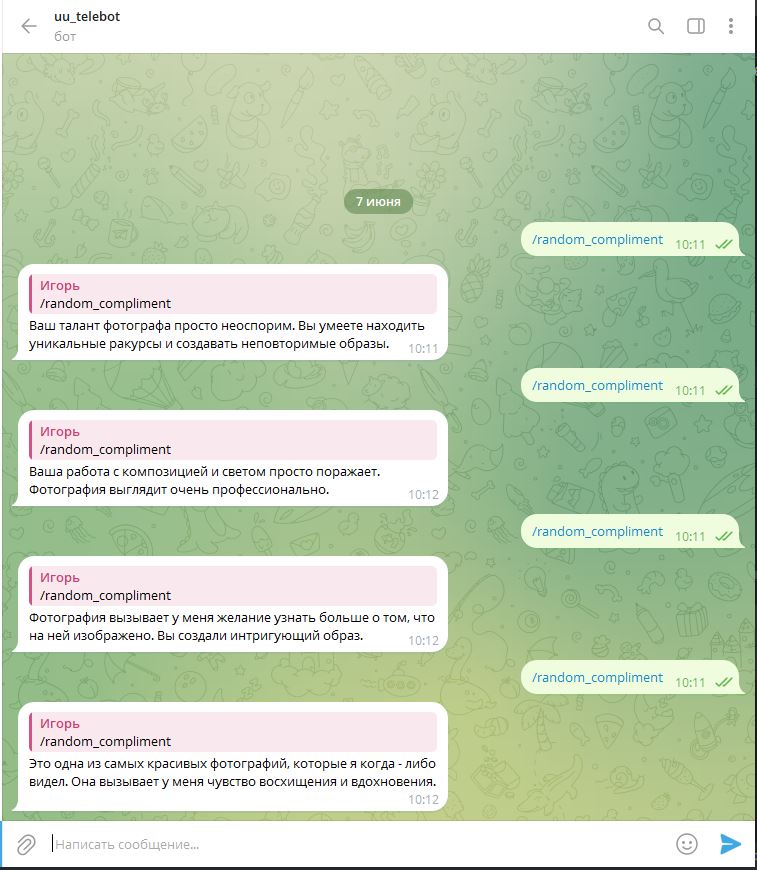 uu_telebot
бот
7 июня
/random_compliment 10:11
Игорь
/random_compliment
Ваш талант фотографа просто неоспорим. Вы умеете находить
уникальные ракурсы и создавать неповторимые образы. 10:11
/random_compliment 10:11
Игорь
/random_compliment
Ваша работа с композицией и светом просто поражает.
Фотография выглядит очень профессионально. 10:12
/random_compliment 10:11
Игорь
/random_compliment
Фотография вызывает у меня желание узнать больше о том, что
на ней изображено. Вы создали интригующий образ. 10:12
/random_compliment 10:11
Игорь
/random_compliment
Это одна из самых красивых фотографий, которые я когда - либо
видел. Она вызывает у меня чувство восхищения и вдохновения.
10:12
Написать сообщение...